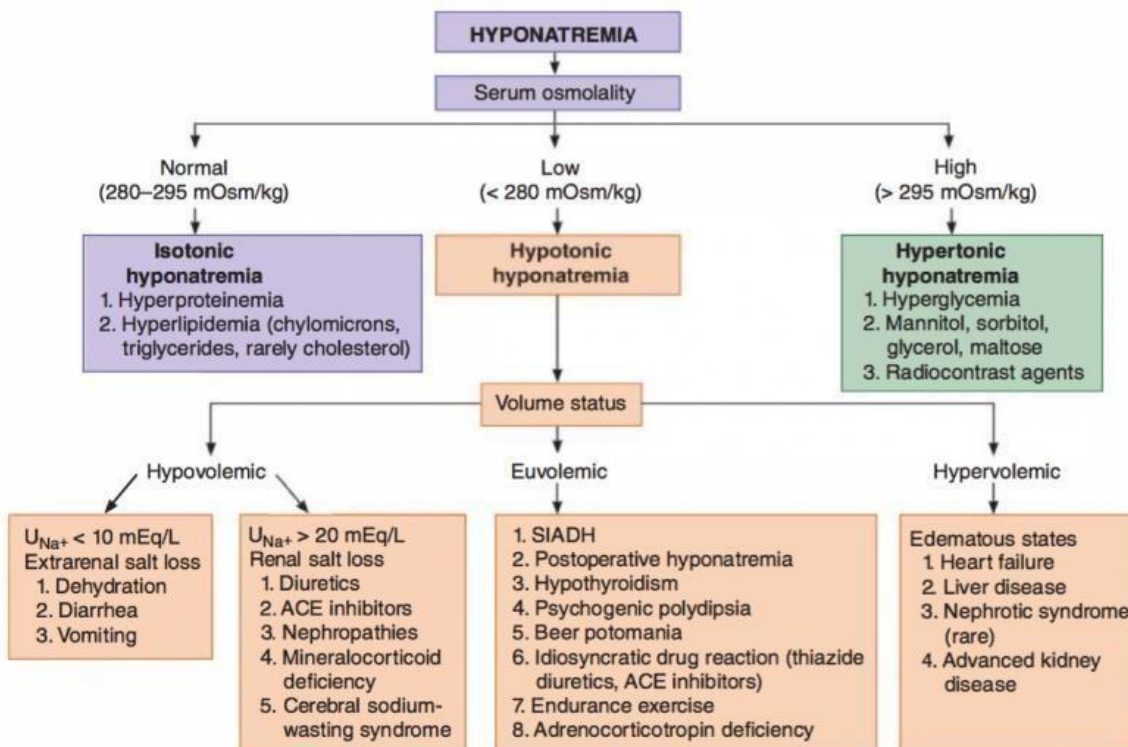 HYPONATREMIA
Serum osmolality
Normal
(280–295 mOsm/kg)
Low
(< 280 mOsm/kg)
High
(> 295 mOsm/kg)
Isotonic
hyponatremia
1. Hyperproteinemia
2. Hyperlipidemia (chylomicrons,
triglycerides, rarely cholesterol)
Hypotonic
hyponatremia
Hypertonic
hyponatremia
1. Hyperglycemia
2. Mannitol, sorbitol,
glycerol, maltose
3. Radiocontrast agents
Volume status
Hypovolemic
Euvolemic
Hypervolemic
UNa+ < 10 mEq/L
Extrarenal salt loss
1. Dehydration
2. Diarrhea
3. Vomiting
UNa+ > 20 mEq/L
Renal salt loss
1. Diuretics
2. ACE inhibitors
3. Nephropathies
4. Mineralocorticoid
deficiency
5. Cerebral sodium-
wasting syndrome
1. SIADH
2. Postoperative hyponatremia
3. Hypothyroidism
4. Psychogenic polydipsia
5. Beer potomania
6. Idiosyncratic drug reaction (thiazide
diuretics, ACE inhibitors)
7. Endurance exercise
8. Adrenocorticotropin deficiency
Edematous states
1. Heart failure
2. Liver disease
3. Nephrotic syndrome
(rare)
4. Advanced kidney
disease